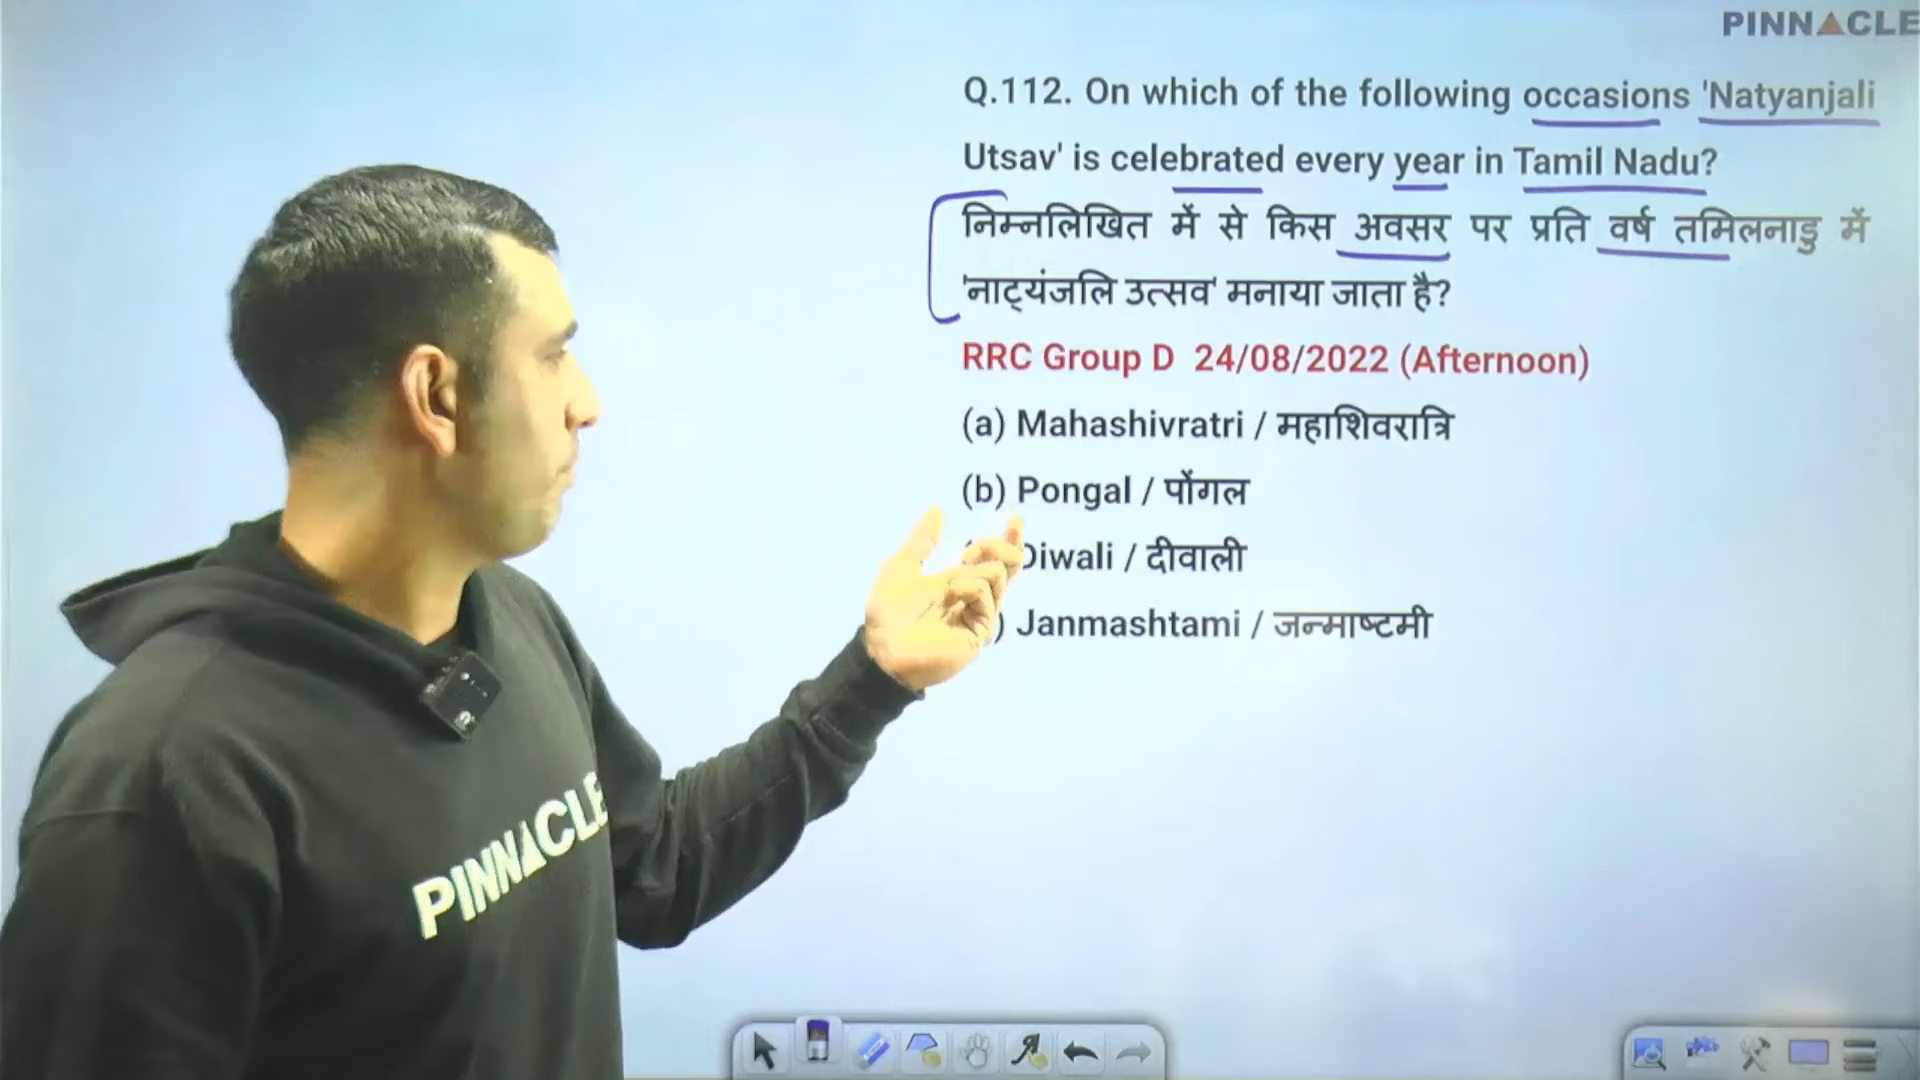 PINNACLE
Q.112. On which of the following occasions 'Natyanjali
Utsav' is celebrated every year in Tamil Nadu?
निम्नलिखित में से किस अवसर पर प्रति वर्ष तमिलनाडु में
'नाट्यंजलि उत्सव' मनाया जाता है?
RRC Group D 24/08/2022 (Afternoon)
(a) Mahashivratri / महाशिवरात्रि
(b) Pongal / पोंगल
Diwali / दीवाली
) Janmashtami / जन्माष्टमी
PINNACLE